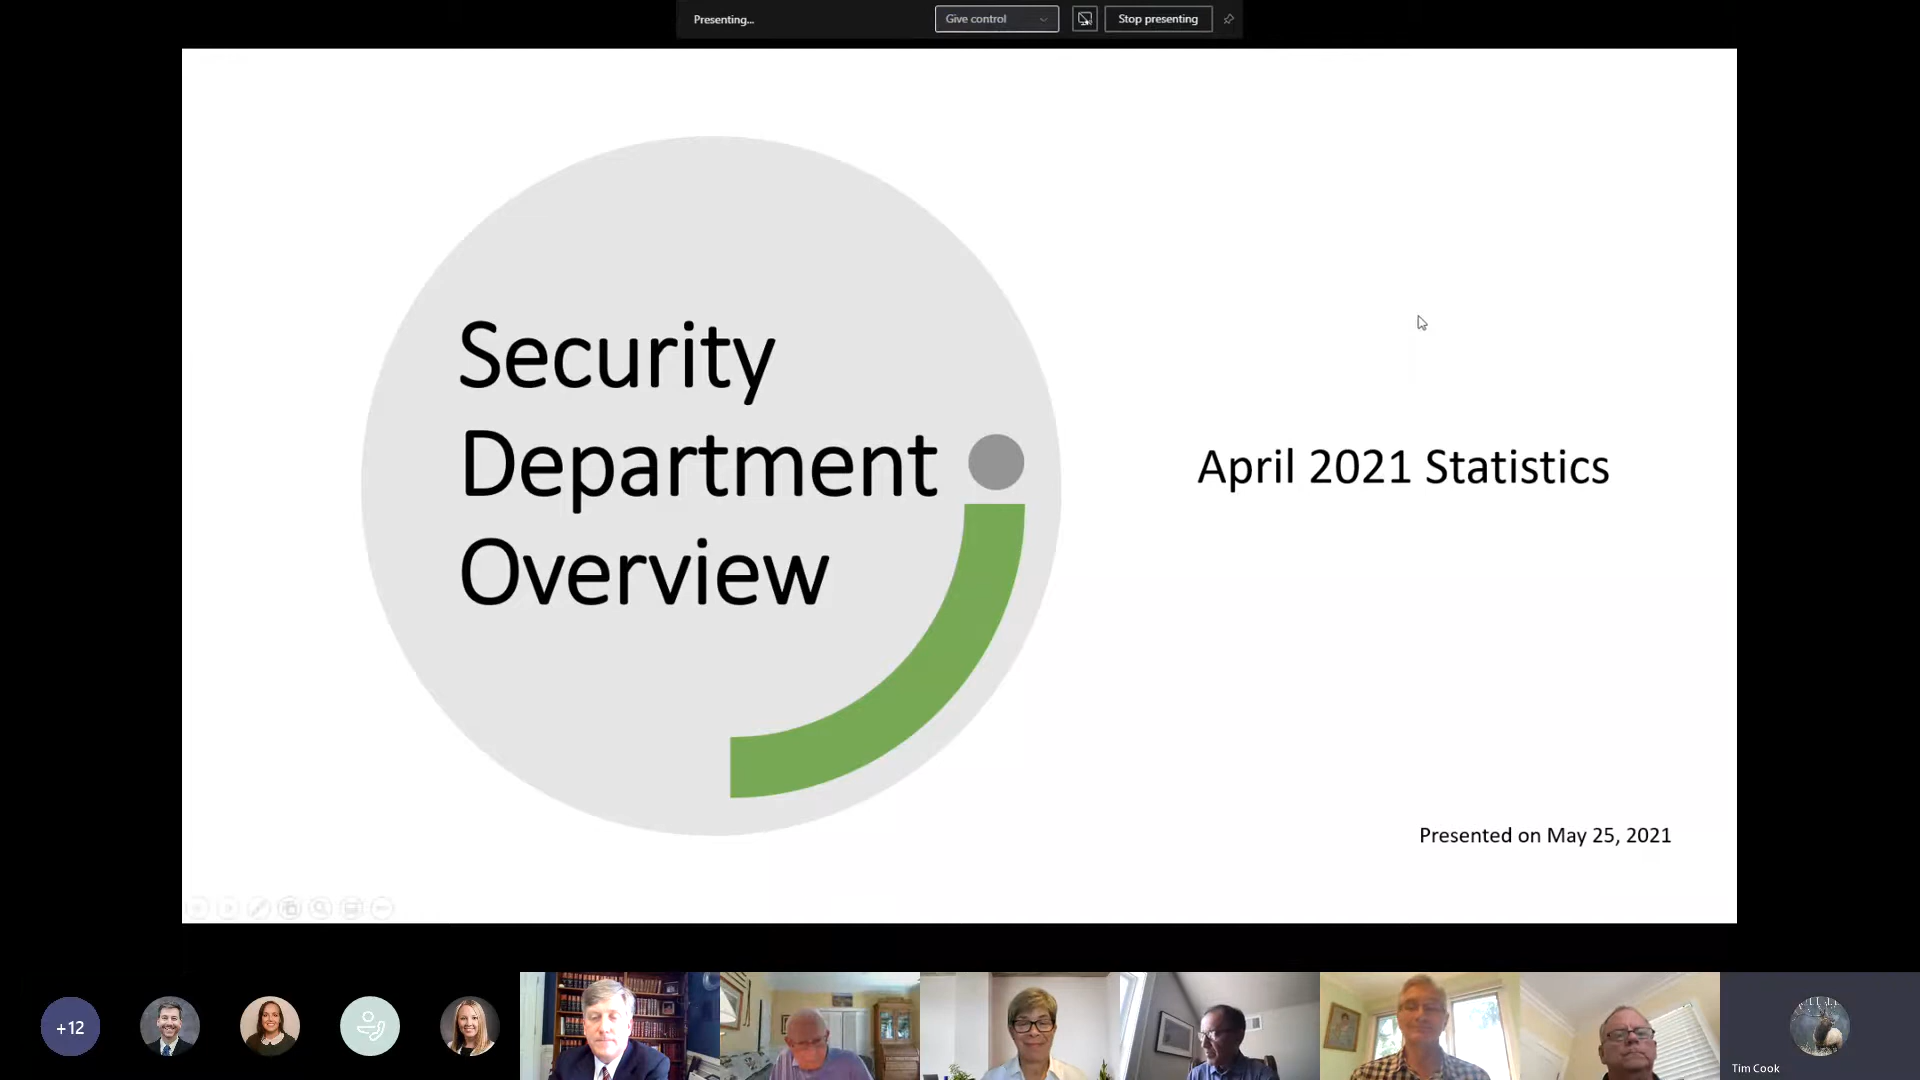 Presenting...
Give control
Stop presenting
Security
Department
Overview
April 2021 Statistics
Presented on May 25, 2021
+12
Tim Cook